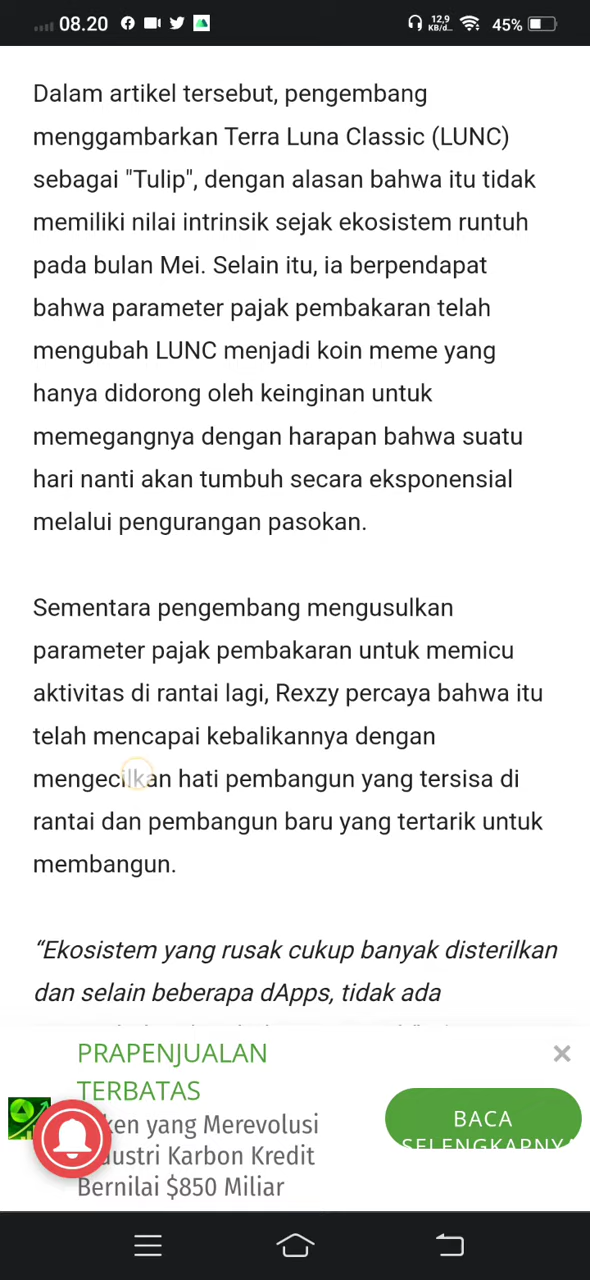 08.20
12,9
KB/d...
45%
Dalam artikel tersebut, pengembang
menggambarkan Terra Luna Classic (LUNC)
sebagai "Tulip", dengan alasan bahwa itu tidak
memiliki nilai intrinsik sejak ekosistem runtuh
pada bulan Mei. Selain itu, ia berpendapat
bahwa parameter pajak pembakaran telah
mengubah LUNC menjadi koin meme yang
hanya didorong oleh keinginan untuk
memegangnya dengan harapan bahwa suatu
hari nanti akan tumbuh secara eksponensial
melalui pengurangan pasokan.
Sementara pengembang mengusulkan
parameter pajak pembakaran untuk memicu
aktivitas di rantai lagi, Rexzy percaya bahwa itu
telah mencapai kebalikannya dengan
mengecilkan hati pembangun yang tersisa di
rantai dan pembangun baru yang tertarik untuk
membangun.
“Ekosistem yang rusak cukup banyak disterilkan
dan selain beberapa dApps, tidak ada
PRAPENJUALAN
TERBATAS
yang Merevolusi
Karbon Kredit
Bernilai $850 Miliar
BACA
SELENGKAPNYA